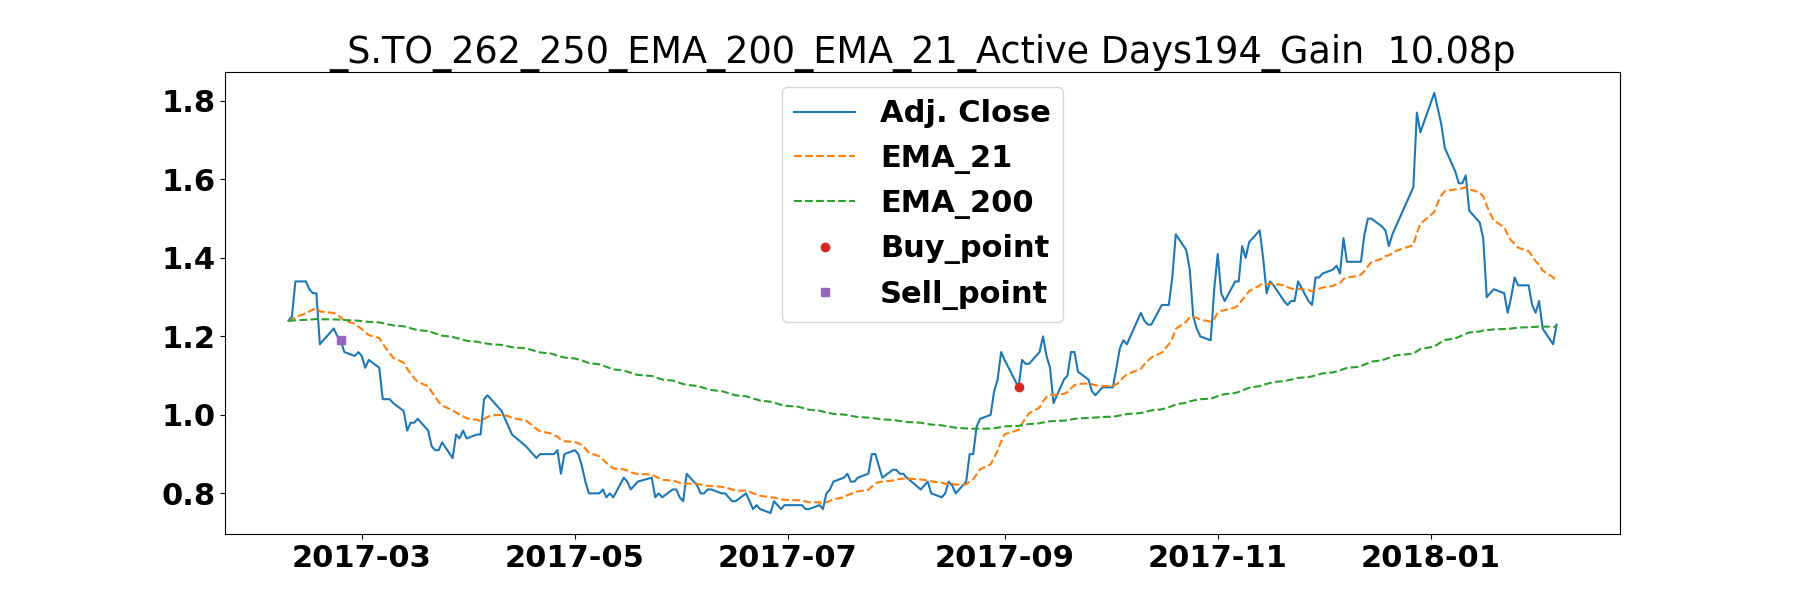 _S.TO_262_250_EMA_200_EMA_21_Active Days194_Gain  10.08p
1.8
1.6
1.4
1.2
1.0
0.8
Adj. Close
EMA_21
EMA_200
Buy_point
Sell_point
2017-03 2017-05 2017-07 2017-09 2017-11 2018-01